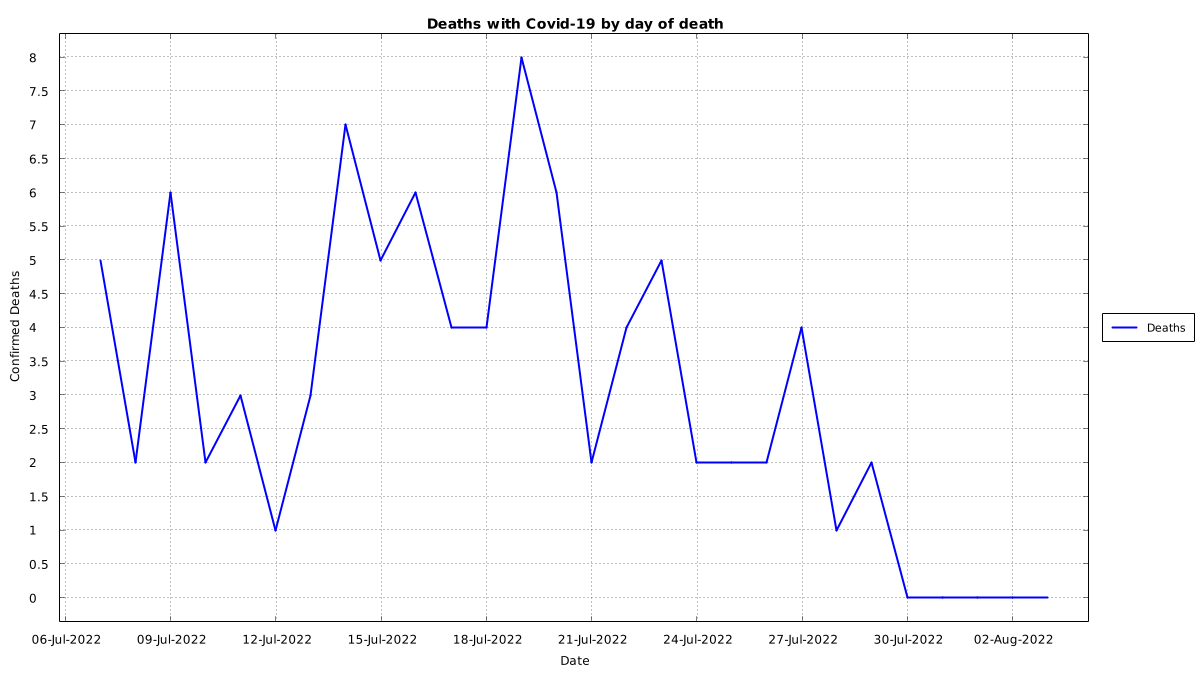 Deaths with Covid-19 by day of death
Confirmed Deaths
8
7.5
7
6.5
6
5.5
5
4.5
4
3.5
3
2.5
2
1.5
1
0.5
0
06-Jul-2022
09-Jul-2022
12-Jul-2022
15-Jul-2022
18-Jul-2022
21-Jul-2022
24-Jul-2022
27-Jul-2022
30-Jul-2022
02-Aug-2022
Date
Deaths